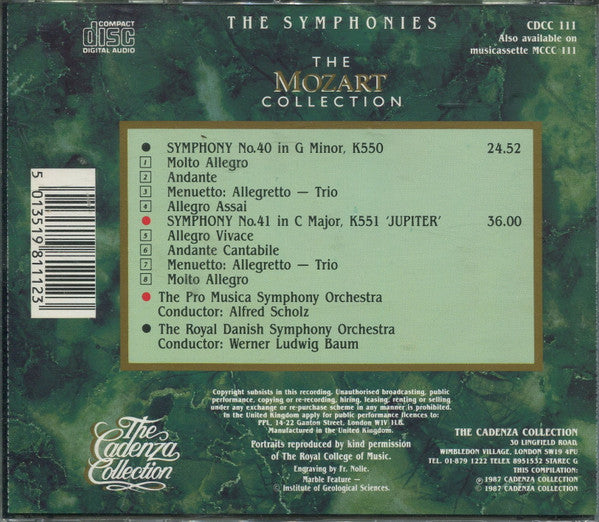 COMPACT
disc
DIGITAL AUDIO
THE SYMPHONIES
CDCC 111
Also available on
musicassette MCCC 111
THE
MOZART
COLLECTION
SYMPHONY No.40 in G Minor, K550 24.52
1 Molto Allegro
2 Andante
3 Menuetto: Allegretto — Trio
4 Allegro Assai
SYMPHONY No.41 in C Major, K551 'JUPITER' 36.00
5 Allegro Vivace
6 Andante Cantabile
7 Menuetto: Allegretto — Trio
8 Molto Allegro
The Pro Musica Symphony Orchestra
Conductor: Alfred Scholz
The Royal Danish Symphony Orchestra
Conductor: Werner Ludwig Baum
5 013519 811123
The
Cadenza
Collection
Copyright subsists in this recording. Unauthorised broadcasting, public
performance, copying or re-recording, hiring, leasing, renting or selling
under any exchange or re-purchase scheme in any manner is prohibited.
In the United Kingdom apply for public performance licences to:
PPL, 14-22 Ganton Street, London W1V 1LB.
Manufactured in the United Kingdom.
Portraits reproduced by kind permission
of The Royal College of Music.
Engraving by Fr. Nolle.
Marble Feature —
© Institute of Geological Sciences.
THE CADENZA COLLECTION
30 LINGFIELD ROAD,
WIMBLEDON VILLAGE, LONDON SW19 4PU
TEL. 01-879 1222 TELEX 8951532 STAREC G
THIS COMPILATION:
℗ 1987 CADENZA COLLECTION
© 1987 CADENZA COLLECTION